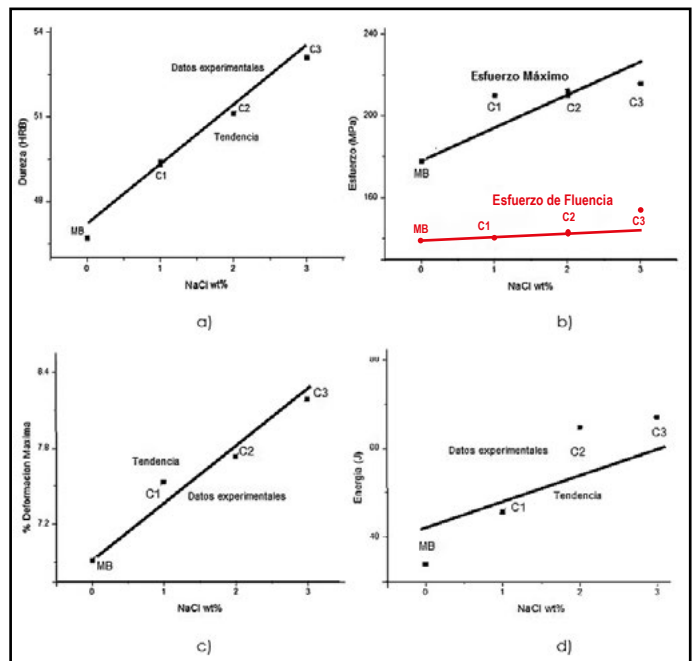 54
C3
Datos experimentales
51
C2
Dureza (HRB)
Tendencia
C1
48
MB
0 1 2 3
NaCl wt%
a)
240
Esfuerzo Máximo
C1
C2
C3
200
Esfuerzo (MPa)
MB
160
Esfuerzo de Fluencia
MB C1 C2 C3
0 1 2 3
NaCl wt%
b)
8.4
C3
Tendencia
7.8
C2
C1
Datos experimentales
% Deformacion Maxima
7.2
MB
0 1 2 3
NaCl wt%
c)
60
C3
C2
Datos experimentales
Energia (J)
Tendencia
C1
40
MB
0 1 2 3
NaCl wt%
d)